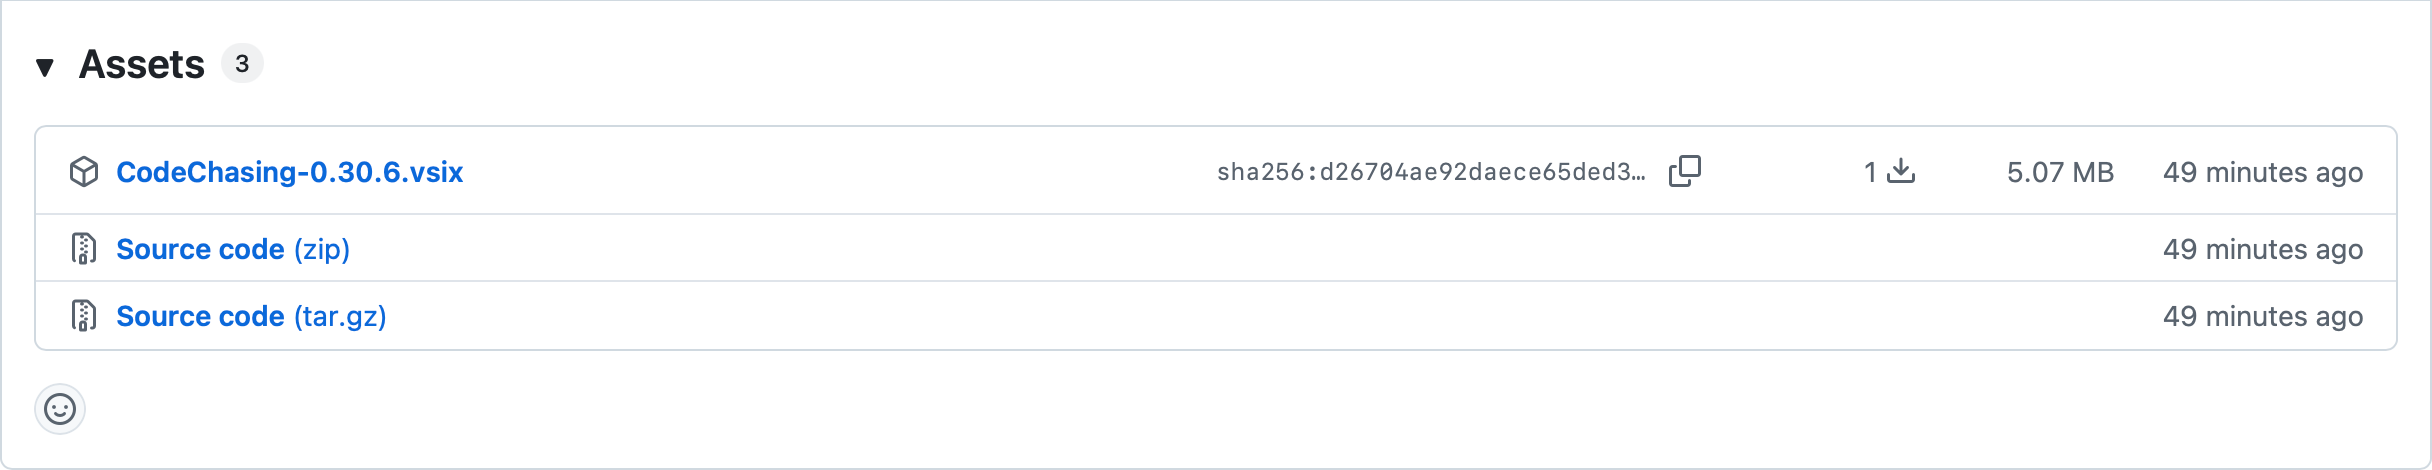 Assets 3
CodeChasing-0.30.6.vsix sha256:d26704ae92daece65ded3… 1 5.07 MB 49 minutes ago
Source code (zip) 49 minutes ago
Source code (tar.gz) 49 minutes ago